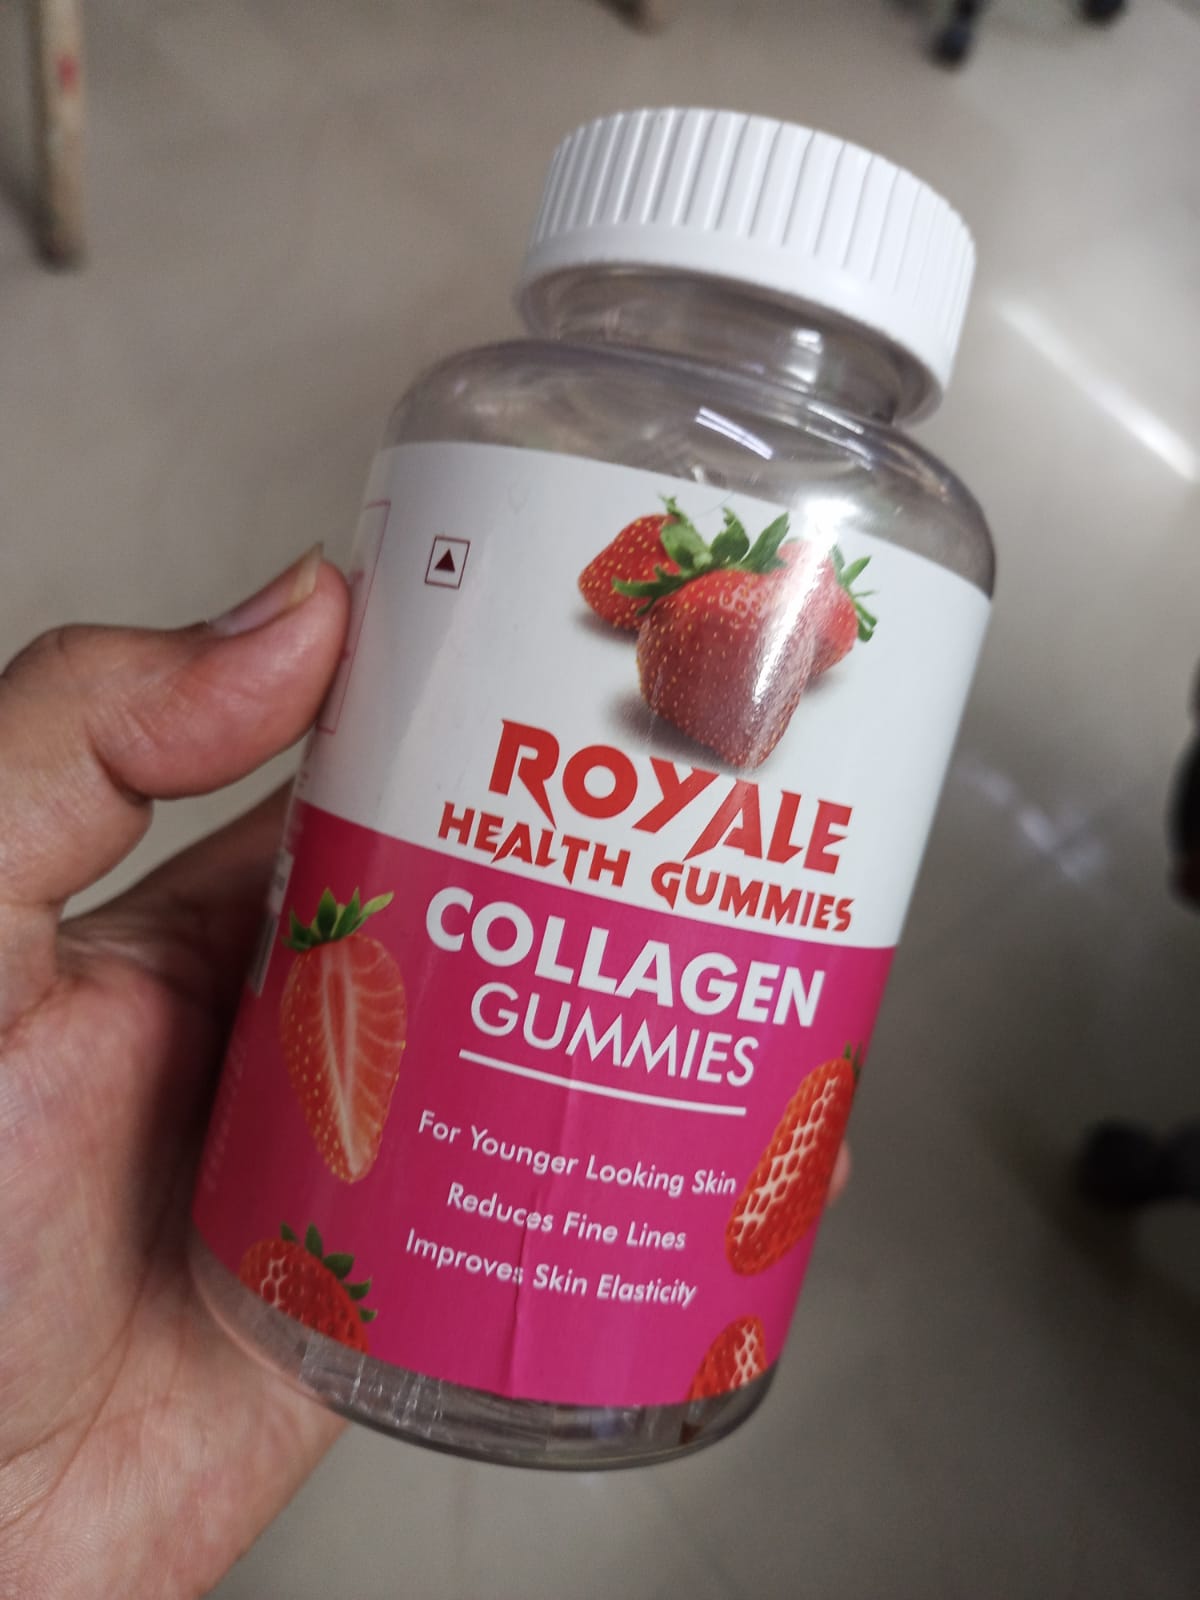 ROYALE
HEALTH GUMMIES
COLLAGEN
GUMMIES
For Younger Looking Skin
Reduces Fine Lines
Improves Skin Elasticity